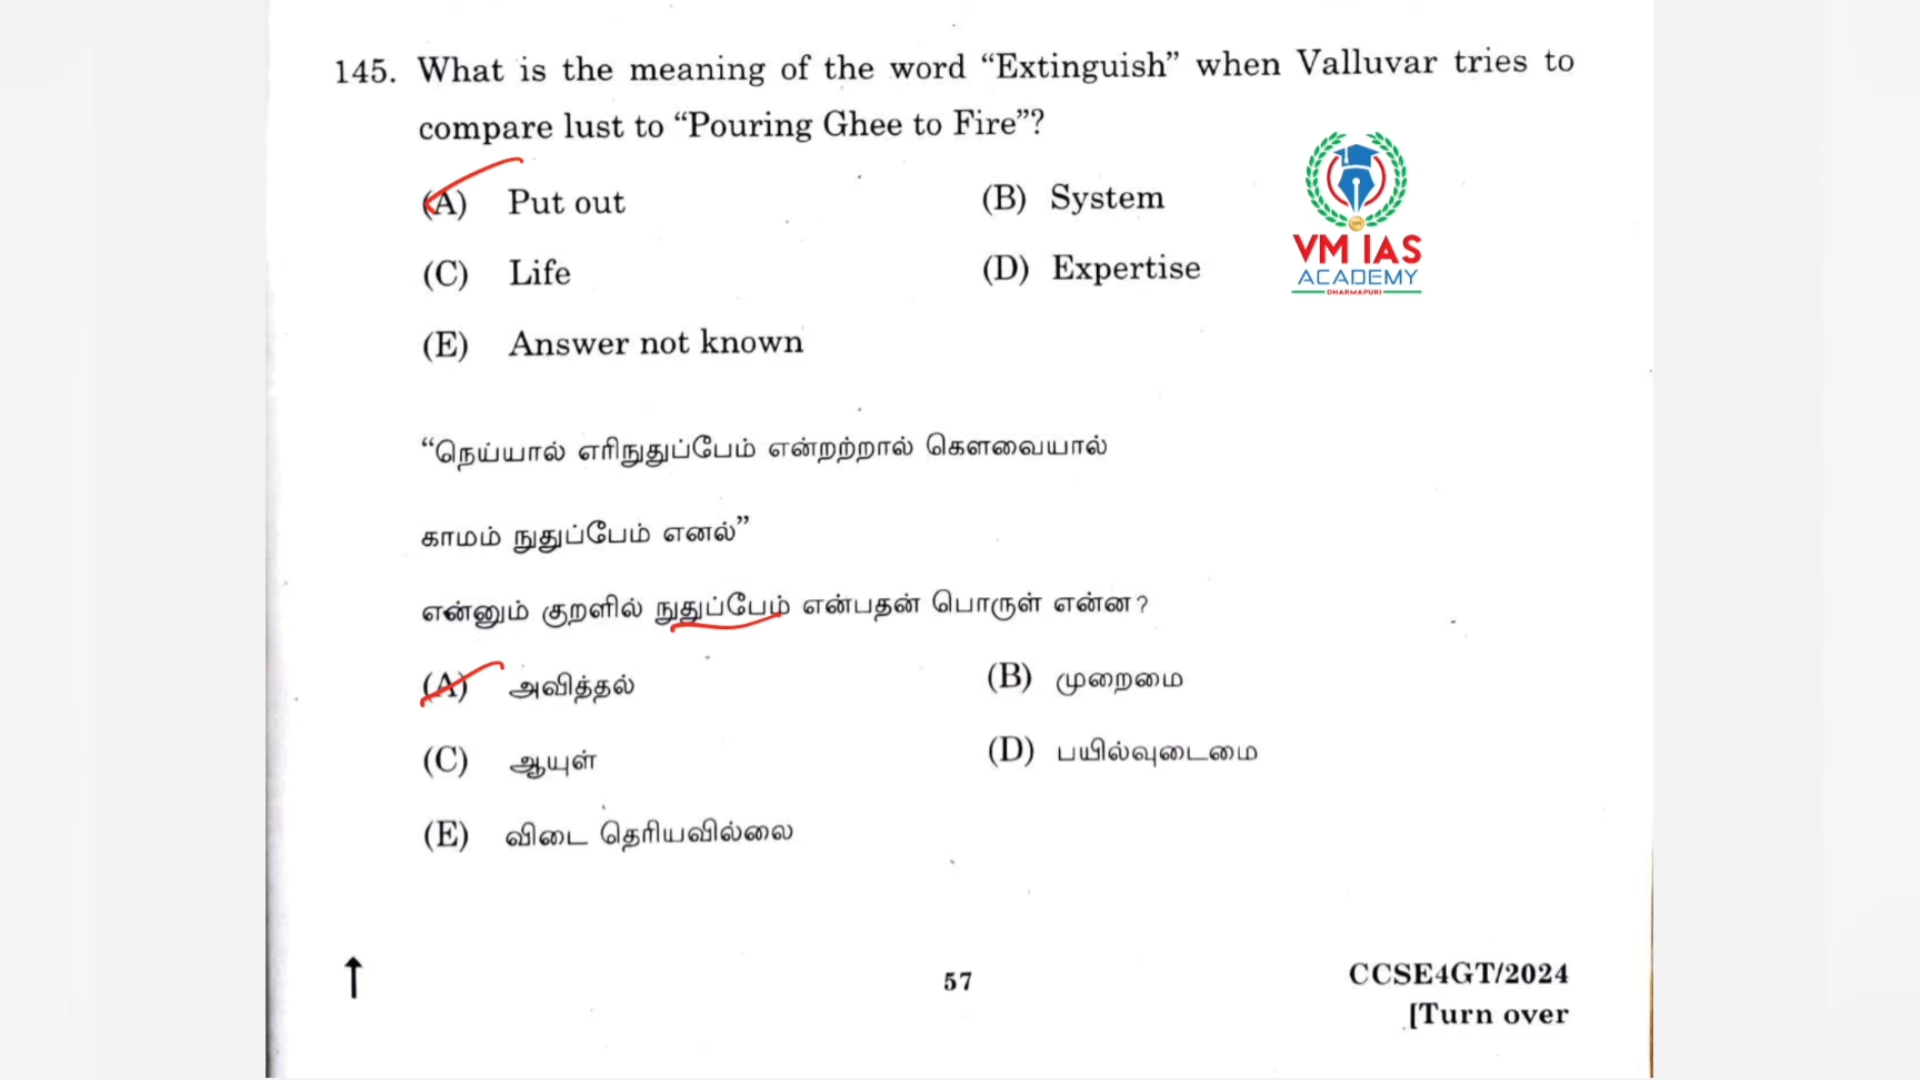 145. What is the meaning of the word “Extinguish” when Valluvar tries to
compare lust to “Pouring Ghee to Fire”?
(A) Put out
(B) System
(C) Life
(D) Expertise
(E) Answer not known
VM IAS
ACADEMY
DHARMAPURI
“நெய்யால் எரிநுதுப்பேம் என்றற்றால் கௌவையால்
காமம் நுதுப்பேம் எனல்”
என்னும் குறளில் நுதுப்பேம் என்பதன் பொருள் என்ன?
(A) அவித்தல்
(B) முறைமை
(C) ஆயுள்
(D) பயில்வுடைமை
(E) விடை தெரியவில்லை
↑
57
CCSE4GT/2024
[Turn over